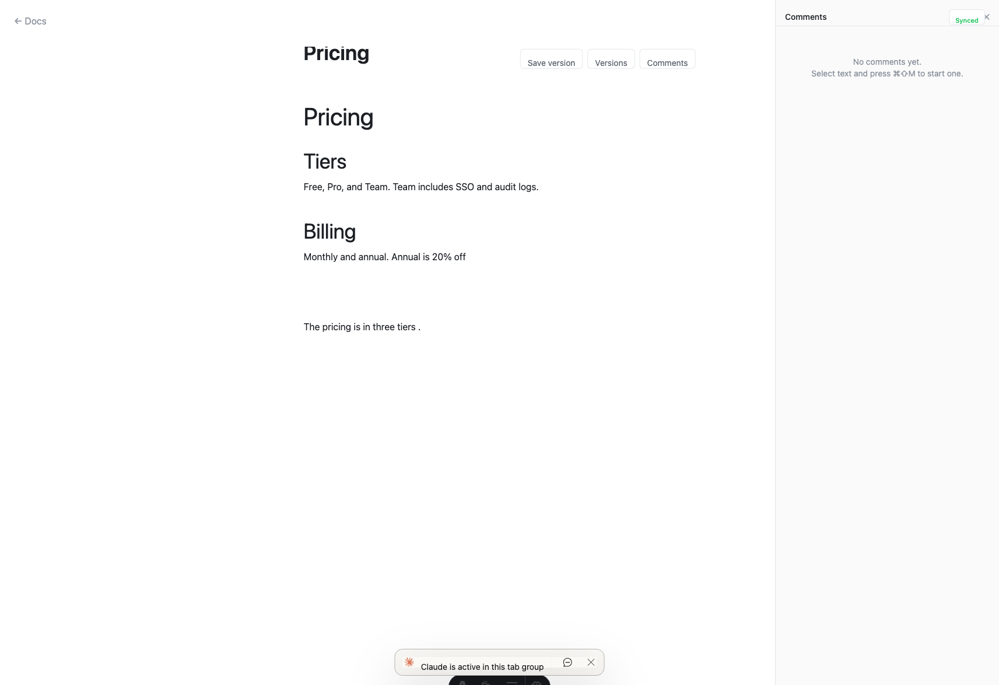 ← Docs
Pricing
Save version
Versions
Comments
Pricing
Tiers
Free, Pro, and Team. Team includes SSO and audit logs.
Billing
Monthly and annual. Annual is 20% off
The pricing is in three tiers .
Comments
Synced
No comments yet.
Select text and press ⌘⇧M to start one.
Claude is active in this tab group